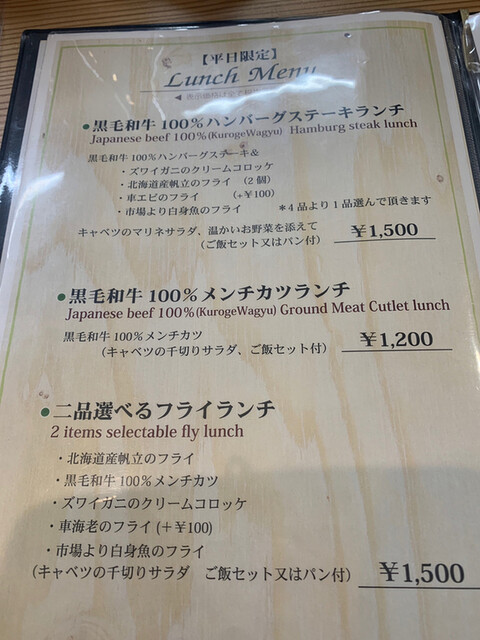 【平日限定】
Lunch Menu
●黒毛和牛100%ハンバーグステーキランチ
Japanese beef 100%(KurogeWagyu) Hamburg steak lunch
黒毛和牛100%ハンバーグステーキ&
・ズワイガニのクリームコロッケ
・北海道産帆立のフライ (2個)
・車エビのフライ (+¥100)
・市場より白身魚のフライ *4品より1品選んで頂きます
キャベツのマリネサラダ、温かいお野菜を添えて
(ご飯セット又はパン付) ¥1,500
●黒毛和牛100%メンチカツランチ
Japanese beef 100%(KurogeWagyu) Ground Meat Cutlet lunch
黒毛和牛100%メンチカツ
(キャベツの千切りサラダ、ご飯セット付) ¥1,200
●二品選べるフライランチ
2 items selectable fly lunch
・北海道産帆立のフライ
・黒毛和牛100%メンチカツ
・ズワイガニのクリームコロッケ
・車海老のフライ(+¥100)
・市場より白身魚のフライ
(キャベツの千切りサラダ ご飯セット又はパン付) ¥1,500